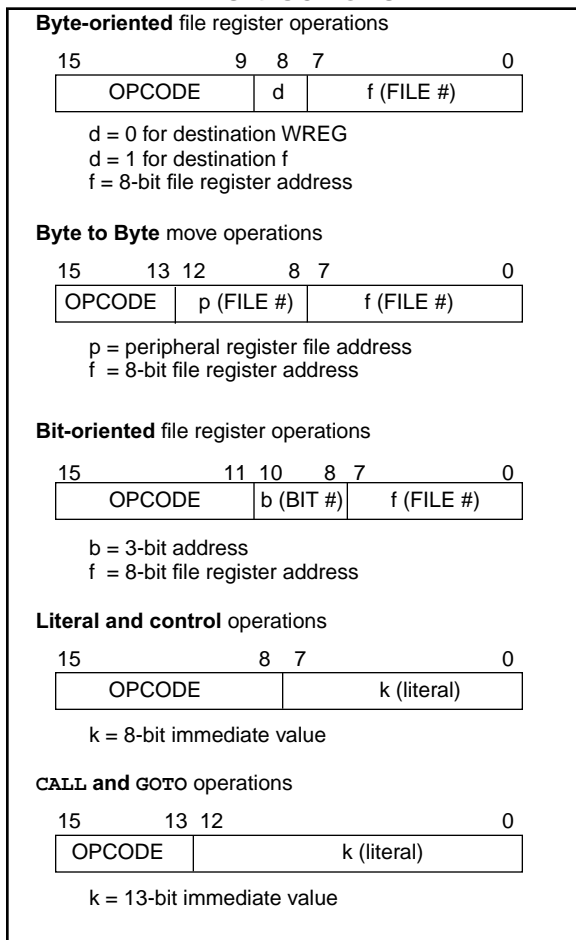 Byte-oriented file register operations
15 9 8 7 0
OPCODE d f (FILE #)
d = 0 for destination WREG
d = 1 for destination f
f = 8-bit file register address
Byte to Byte move operations
15 13 12 8 7 0
OPCODE p (FILE #) f (FILE #)
p = peripheral register file address
f = 8-bit file register address
Bit-oriented file register operations
15 11 10 8 7 0
OPCODE b (BIT #) f (FILE #)
b = 3-bit address
f = 8-bit file register address
Literal and control operations
15 8 7 0
OPCODE k (literal)
k = 8-bit immediate value
CALL and GOTO operations
15 13 12 0
OPCODE k (literal)
k = 13-bit immediate value